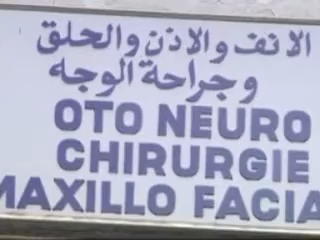 الانف والاذن والحلق
وجراحة الوجه
OTO NEURO
CHIRURGIE
MAXILLO FACIA